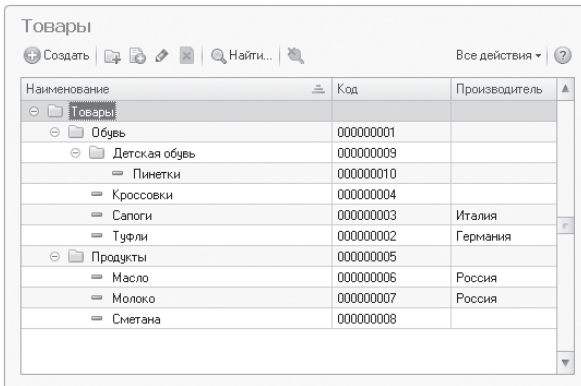 Товары
Создать Найти... Все действия ?
Наименование Код Производитель
Товары
Обувь 000000001
Детская обувь 000000009
Пинетки 000000010
Кроссовки 000000004
Сапоги 000000003 Италия
Туфли 000000002 Германия
Продукты 000000005
Масло 000000006 Россия
Молоко 000000007 Россия
Сметана 000000008